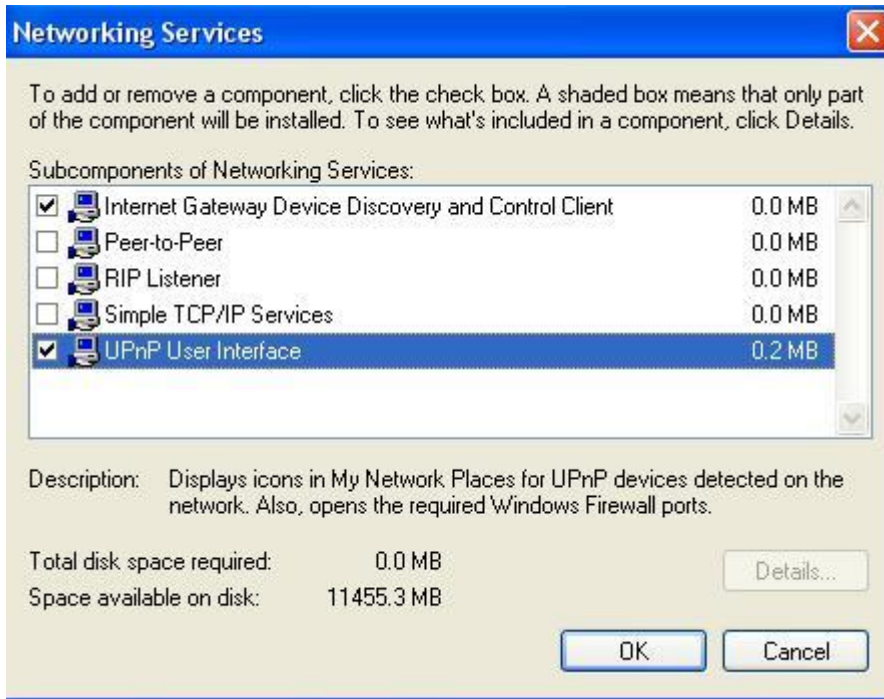 Networking Services
To add or remove a component, click the check box. A shaded box means that only part
of the component will be installed. To see what's included in a component, click Details.
Subcomponents of Networking Services:
Internet Gateway Device Discovery and Control Client 0.0 MB
Peer-to-Peer 0.0 MB
RIP Listener 0.0 MB
Simple TCP/IP Services 0.0 MB
UPnP User Interface 0.2 MB
Description: Displays icons in My Network Places for UPnP devices detected on the
network. Also, opens the required Windows Firewall ports.
Total disk space required: 0.0 MB
Details...
Space available on disk: 11455.3 MB
OK Cancel